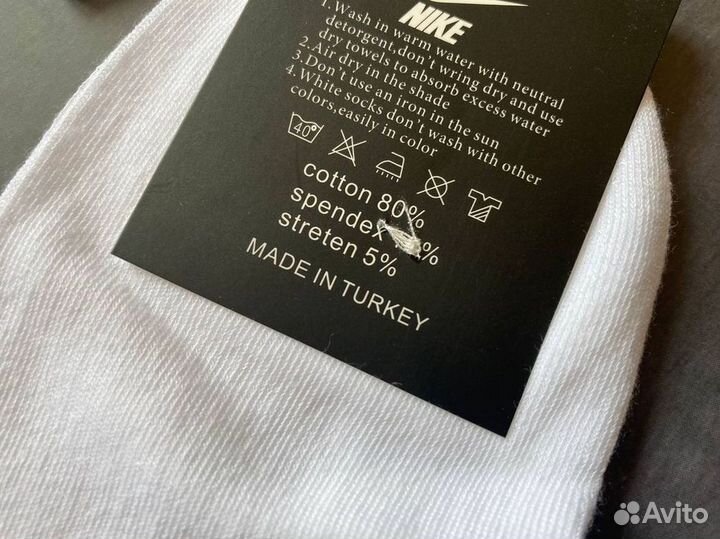 NIKE
1.Wash in warm water with neutral
detorgent,don't wring dry and use
dry towels to absorb excess water
2.Air dry in the shade
3.Don't use an iron in the sun
4.White socks don't wash with other
colors,easily in color
40°
cotton 80%
spendex %
streten 5%
MADE IN TURKEY
Avito